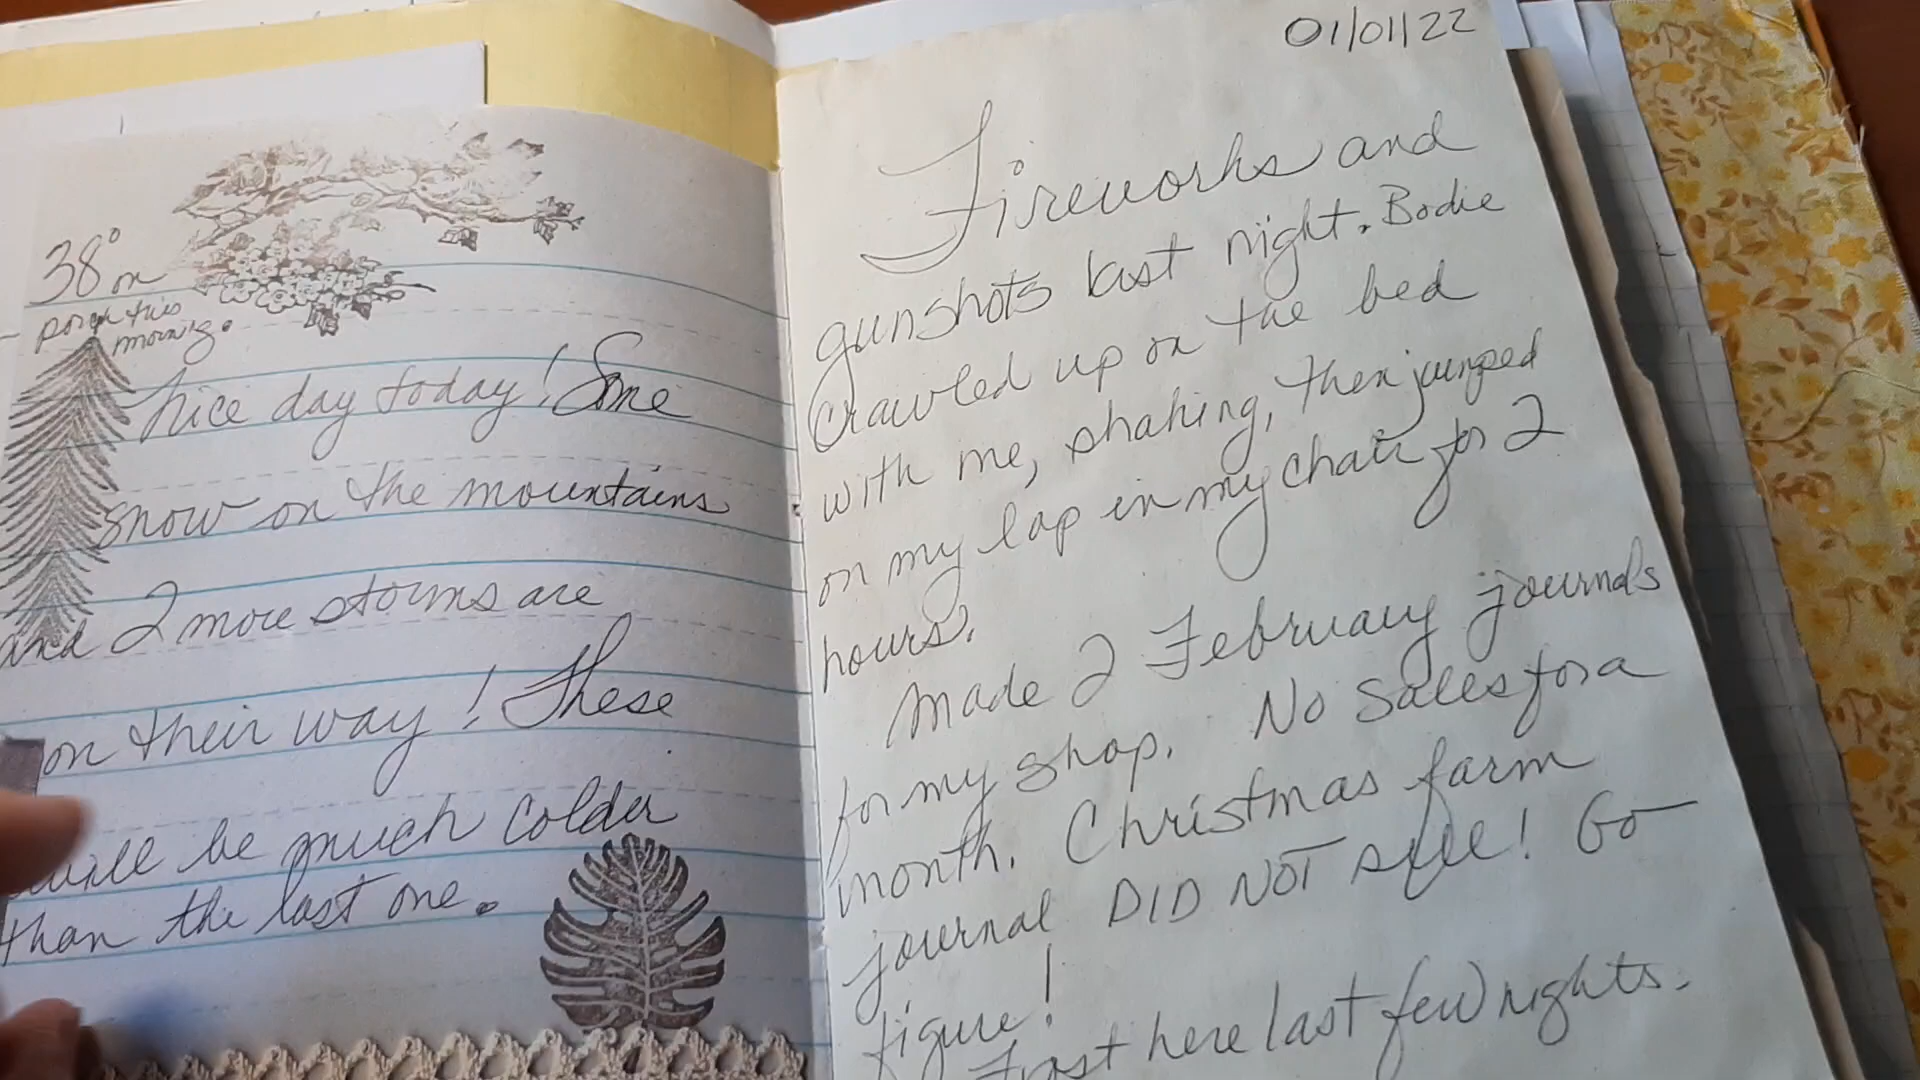 38° on
porch this
morning.
Nice day today! Some
snow on the mountains
and 2 more storms are
on their way! These
will be much colder
than the last one.
01/01/22
Fireworks and
gunshots last night. Bodie
crawled up on the bed
with me, shaking, then jumped
on my lap in my chair for 2
hours.
Made 2 February journals
for my shop. No Sales for a
month. Christmas farm
journal DID NOT sell! Go
figure!
Frost here last few nights.